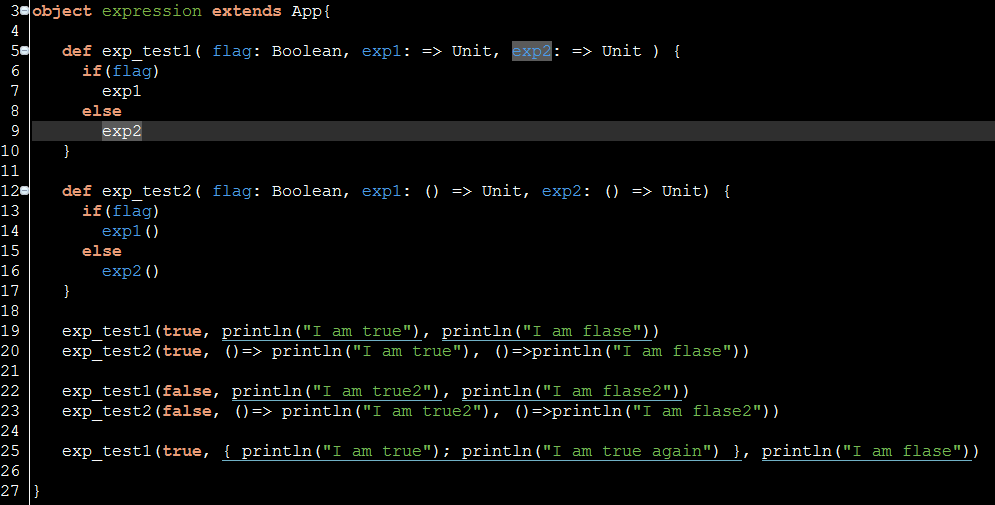 3 object expression extends App{
4
5 def exp_test1( flag: Boolean, exp1: => Unit, exp2: => Unit ) {
6 if(flag)
7 exp1
8 else
9 exp2
10 }
11
12 def exp_test2( flag: Boolean, exp1: () => Unit, exp2: () => Unit) {
13 if(flag)
14 exp1()
15 else
16 exp2()
17 }
18
19 exp_test1(true, println("I am true"), println("I am flase"))
20 exp_test2(true, ()=> println("I am true"), ()=>println("I am flase"))
21
22 exp_test1(false, println("I am true2"), println("I am flase2"))
23 exp_test2(false, ()=> println("I am true2"), ()=>println("I am flase2"))
24
25 exp_test1(true, { println("I am true"); println("I am true again") }, println("I am flase"))
26
27 }